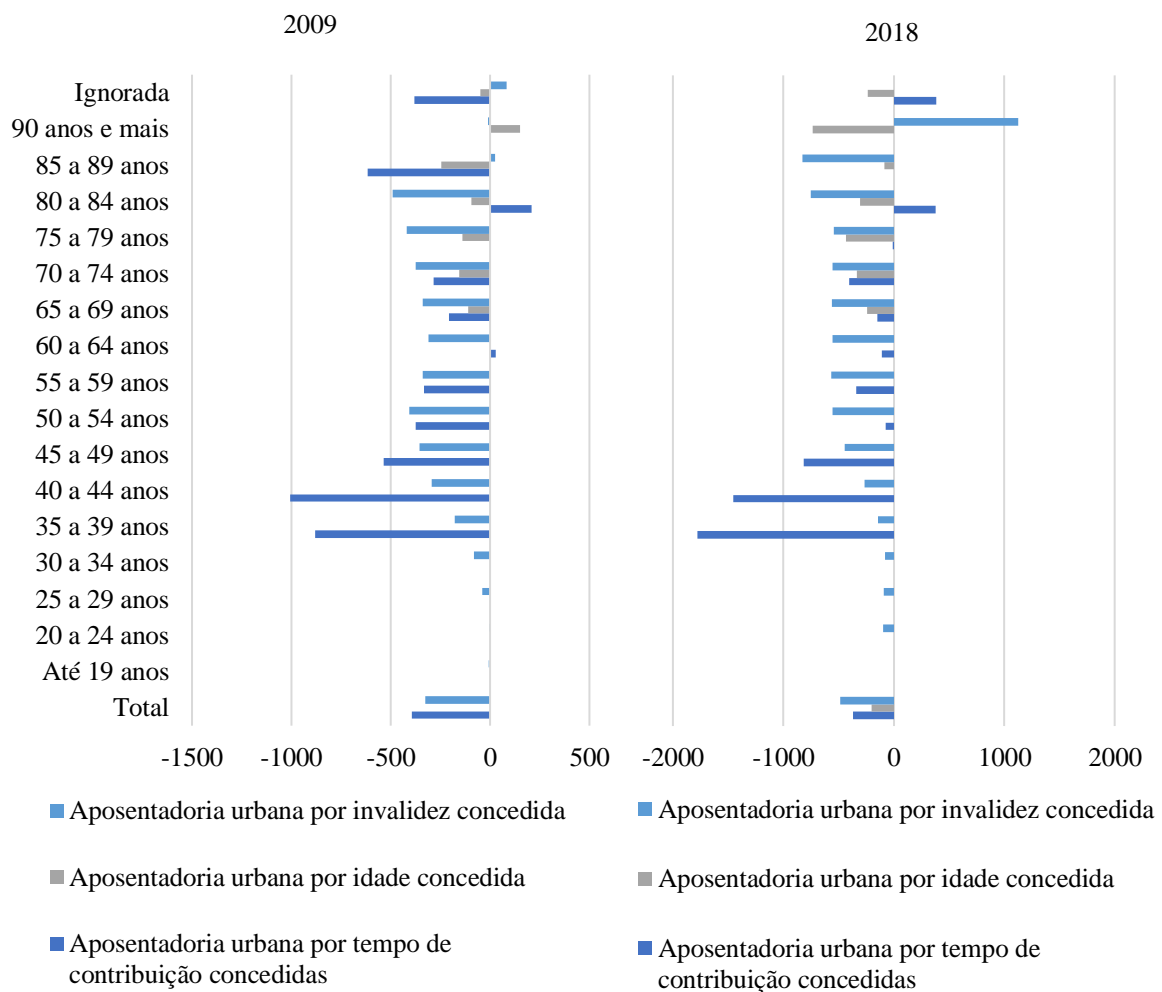 2009
2018
Ignorada
90 anos e mais
85 a 89 anos
80 a 84 anos
75 a 79 anos
70 a 74 anos
65 a 69 anos
60 a 64 anos
55 a 59 anos
50 a 54 anos
45 a 49 anos
40 a 44 anos
35 a 39 anos
30 a 34 anos
25 a 29 anos
20 a 24 anos
Até 19 anos
Total
-1500 -1000 -500 0 500
-2000 -1000 0 1000 2000
Aposentadoria urbana por invalidez concedida
Aposentadoria urbana por idade concedida
Aposentadoria urbana por tempo de
contribuição concedidas
Aposentadoria urbana por invalidez concedida
Aposentadoria urbana por idade concedida
Aposentadoria urbana por tempo de
contribuição concedidas